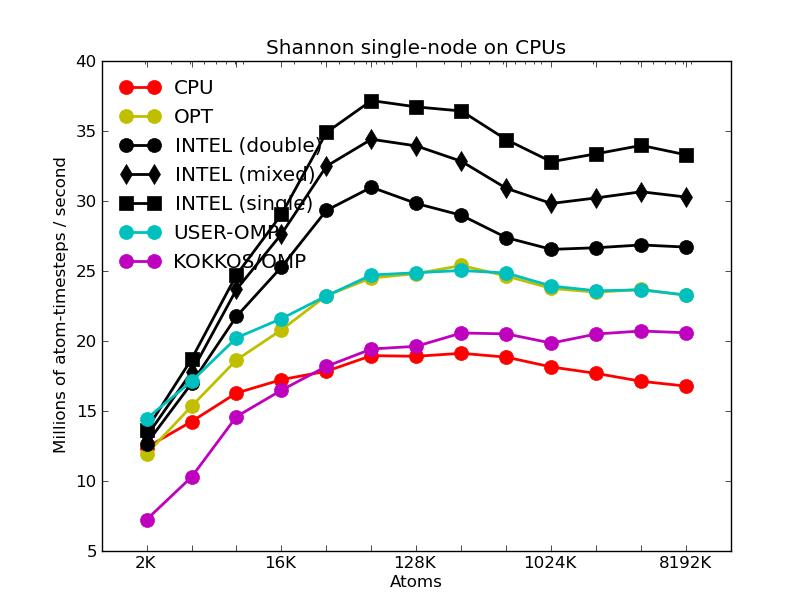 Shannon single-node on CPUs
40
35
30
25
20
15
10
5
Millions of atom-timesteps / second
CPU
OPT
INTEL (double)
INTEL (mixed)
INTEL (single)
USER-OMP
KOKKOS/OMP
2K
16K
128K
1024K
8192K
Atoms